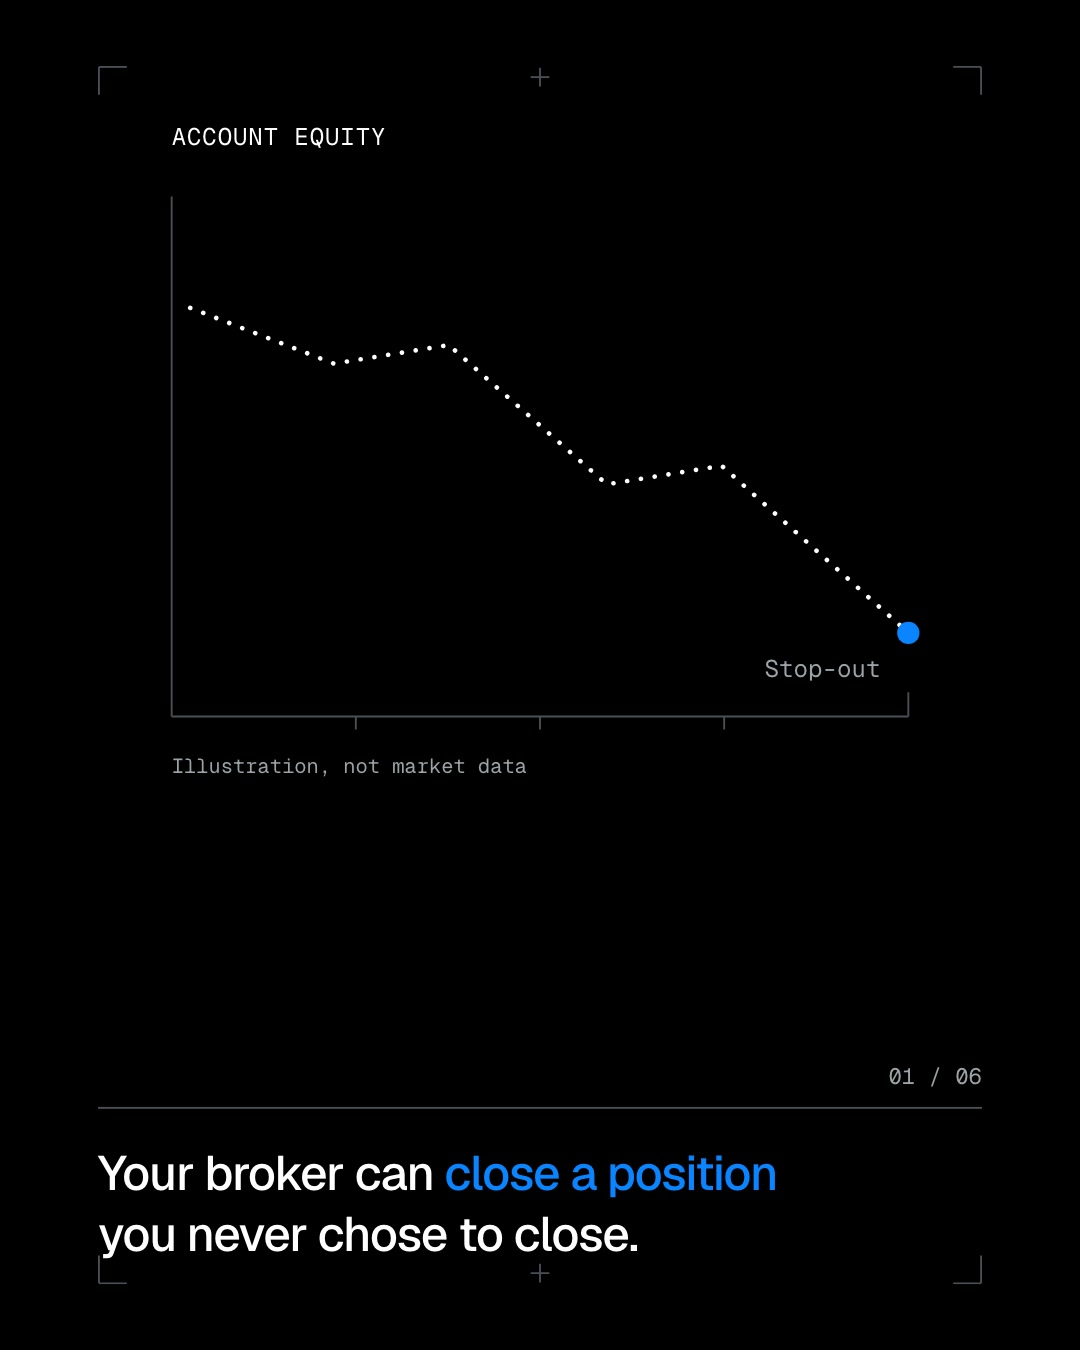 ACCOUNT EQUITY
Stop-out
Illustration, not market data
01 / 06
Your broker can close a position
you never chose to close.